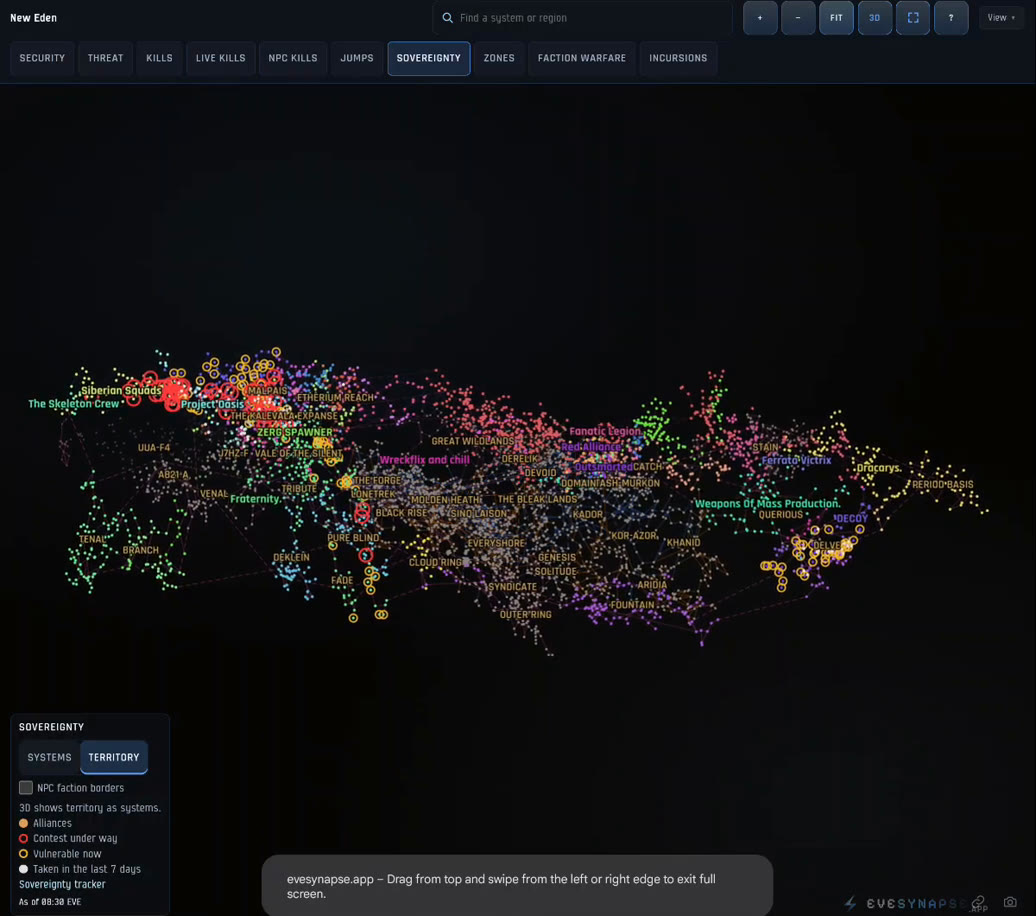 New Eden
Find a system or region
+
−
FIT
3D
?
View
SECURITY
THREAT
KILLS
LIVE KILLS
NPC KILLS
JUMPS
SOVEREIGNTY
ZONES
FACTION WARFARE
INCURSIONS
Siberian Squads
The Skeleton Crew
Project Oasis
MALPAIS
ETHERIUM REACH
THE KALEVALA EXPANSE
ZERG SPAWNER
UUA-F4
J7HZ-F
VALE OF THE SILENT
GREAT WILDLANDS
Fanatic Legion
Red Alliance
STAIN
Wreckflix and chill
DERELIK
Outsmarted
CATCH
Ferrata Victrix
Dracarys.
A821-A
THE FORGE
DEVOID
DOMAIN
TASH-MURKON
PERIOD BASIS
VENAL
Fraternity.
TRIBUTE
LONETREK
MOLDEN HEATH
THE BLEAK LANDS
Weapons Of Mass Production.
BLACK RISE
SINQ LAISON
KADOR
QUERIOUS
DECOY
TENAL
BRANCH
PURE BLIND
EVERYSHORE
KOR-AZOR
KHANID
DELVE
DEKLEIN
CLOUD RING
GENESIS
SOLITUDE
FADE
SYNDICATE
ARIDIA
FOUNTAIN
OUTER RING
SOVEREIGNTY
SYSTEMS
TERRITORY
NPC faction borders
3D shows territory as systems.
Alliances
Contest under way
Vulnerable now
Taken in the last 7 days
Sovereignty tracker
As of 08:30 EVE
evesynapse.app – Drag from top and swipe from the left or right edge to exit full
screen.
EVESYNAPSE
.APP